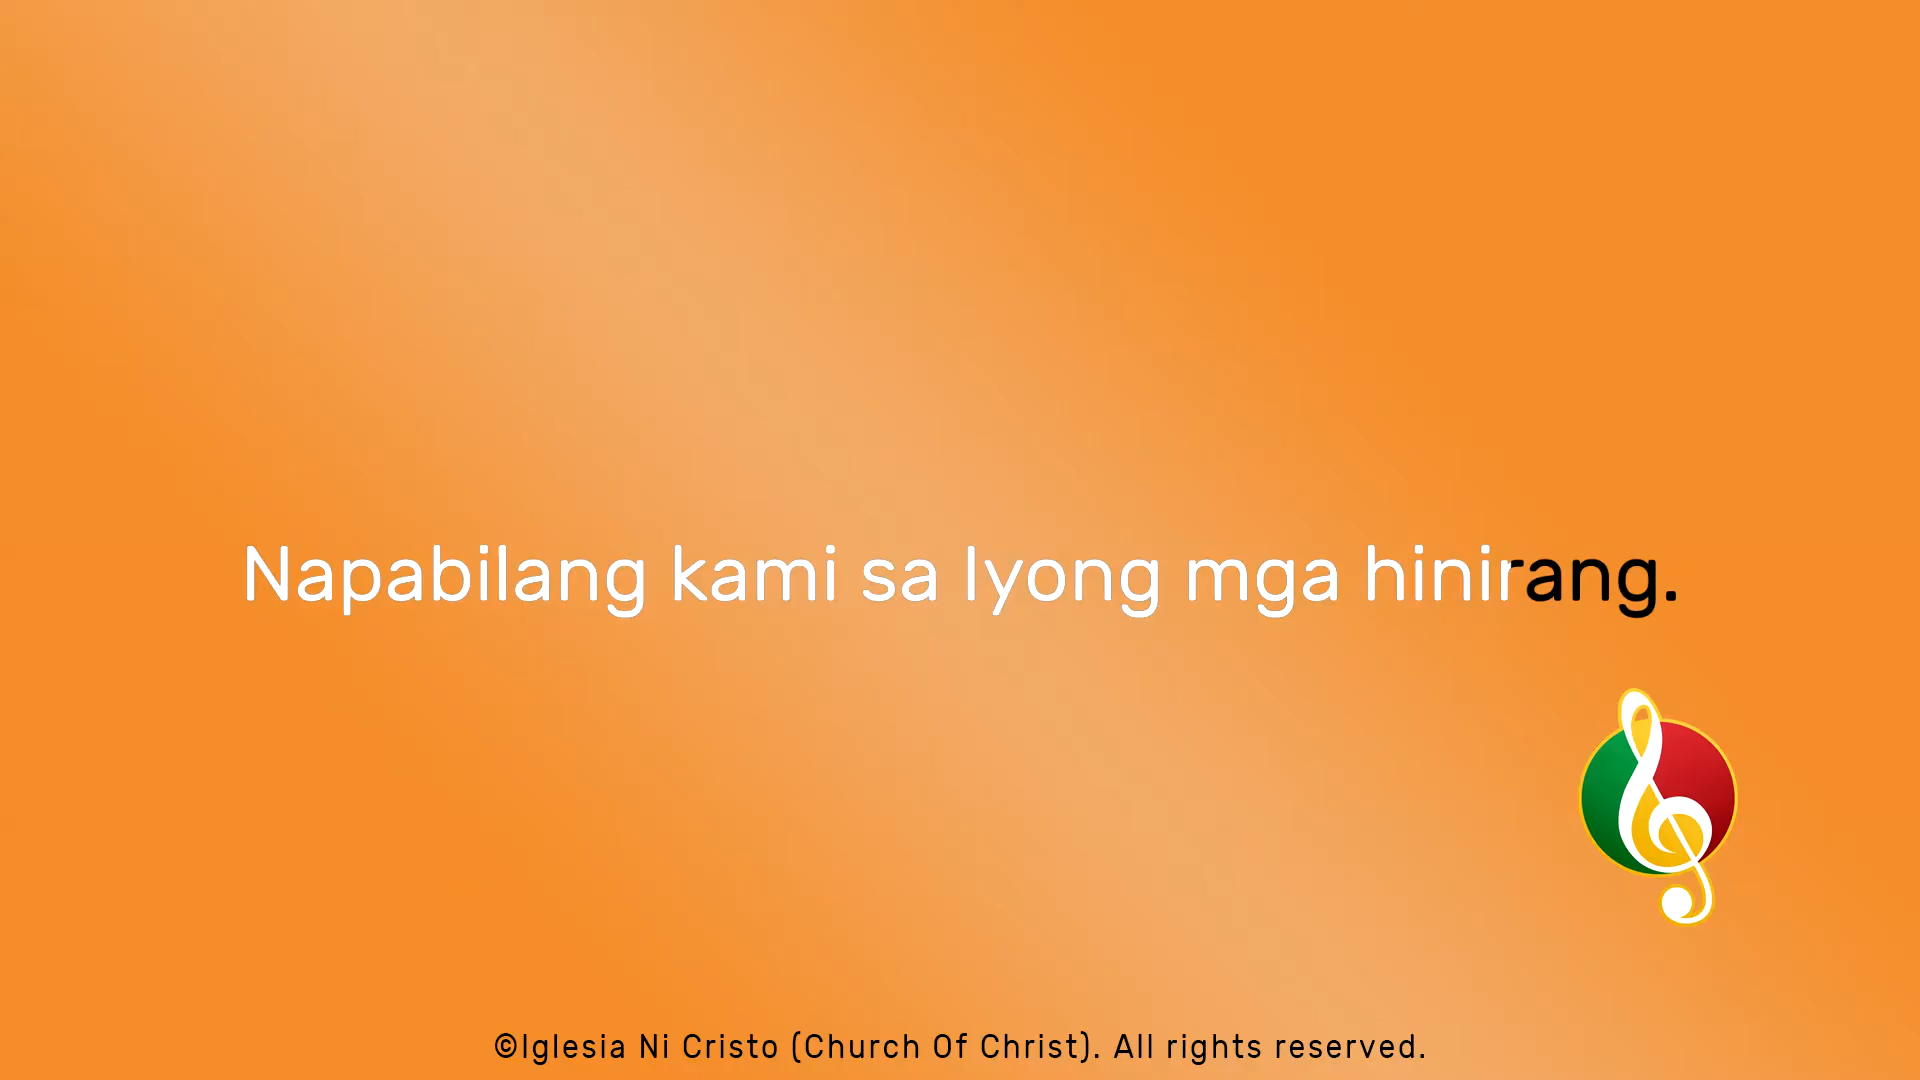 Napabilang kami sa Iyong mga hinirang.
©Iglesia Ni Cristo (Church Of Christ). All rights reserved.